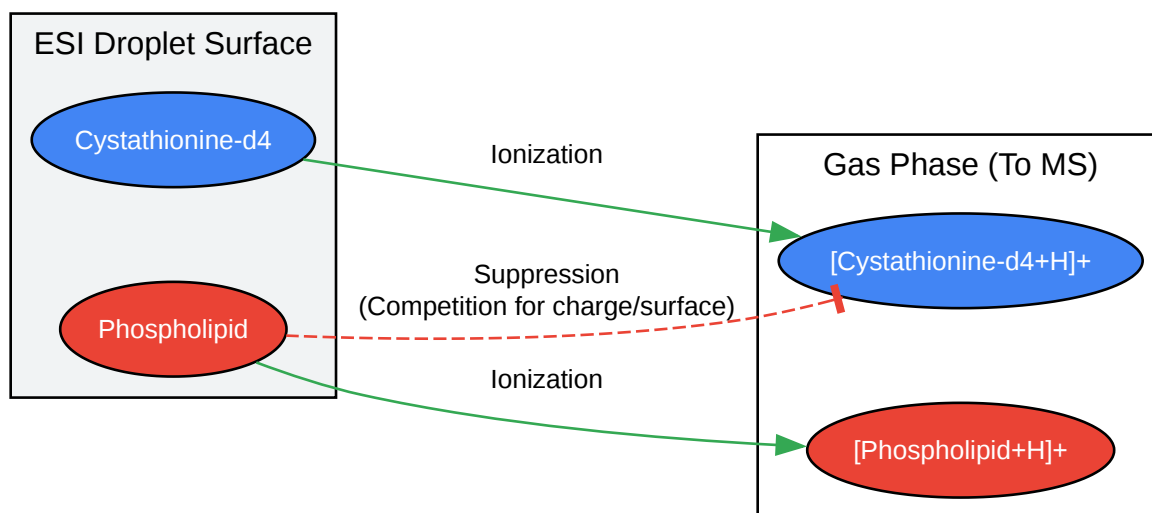 ESI Droplet Surface
Cystathionine-d4
Ionization
Gas Phase (To MS)
[Cystathionine-d4+H]+
Suppression
(Competition for charge/surface)
Phospholipid
Ionization
[Phospholipid+H]+